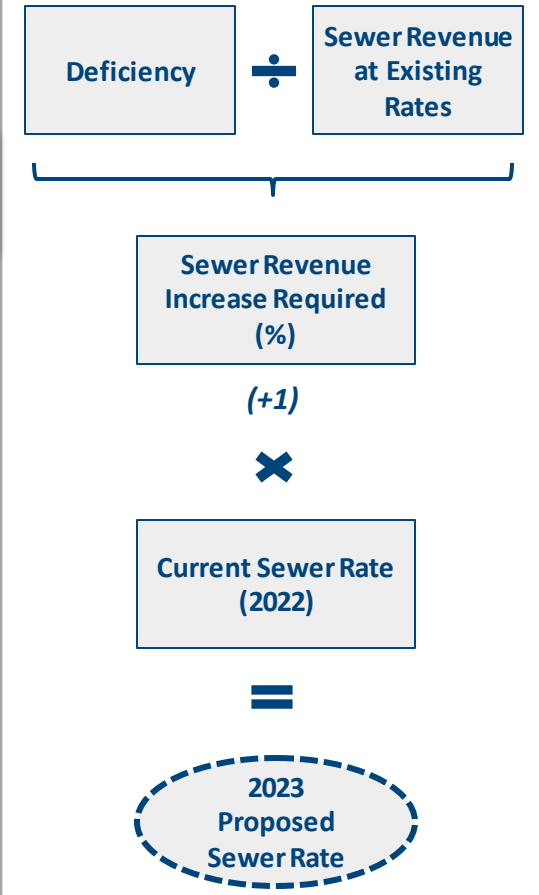 Deficiency
÷
Sewer Revenue
at Existing
Rates
Sewer Revenue
Increase Required
(%)
(+1)
×
Current Sewer Rate
(2022)
=
2023
Proposed
Sewer Rate